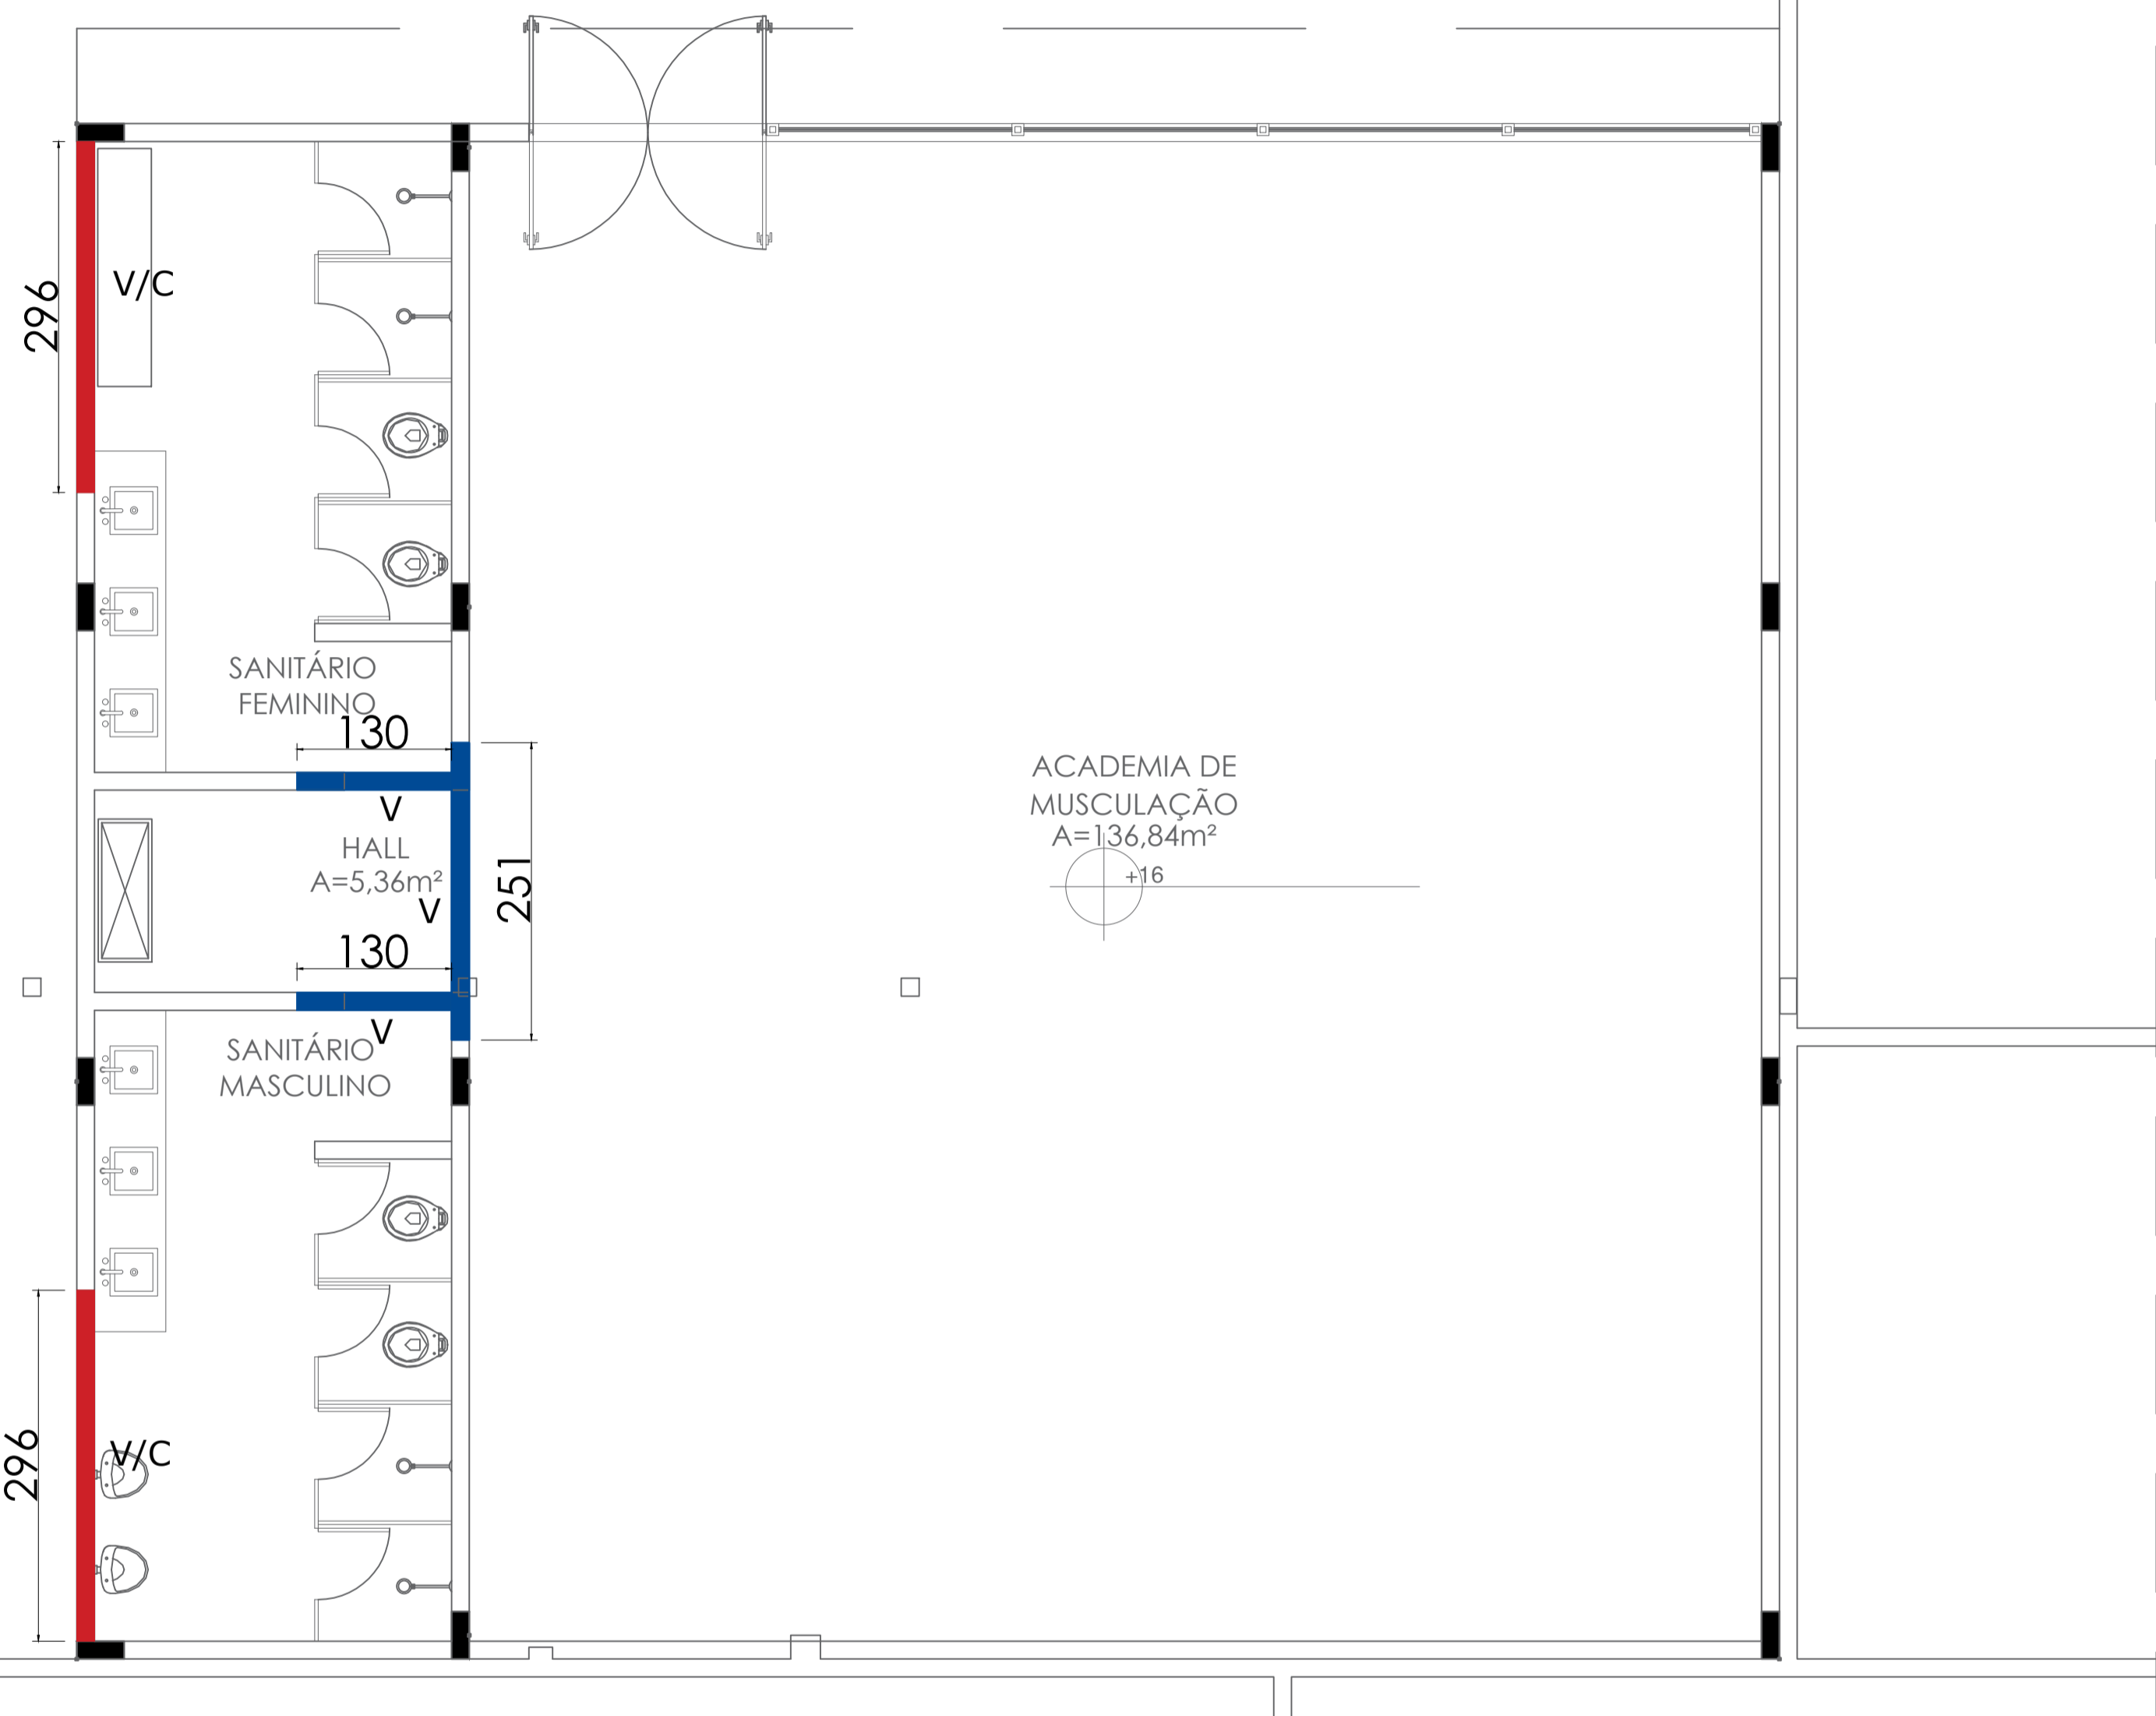 296
V/C
SANITÁRIO
FEMININO
130
V
HALL
A=5,36m²
V
251
130
V
ACADEMIA DE
MUSCULAÇÃO
A=136,84m²
+16
SANITÁRIO
MASCULINO
296
V/C